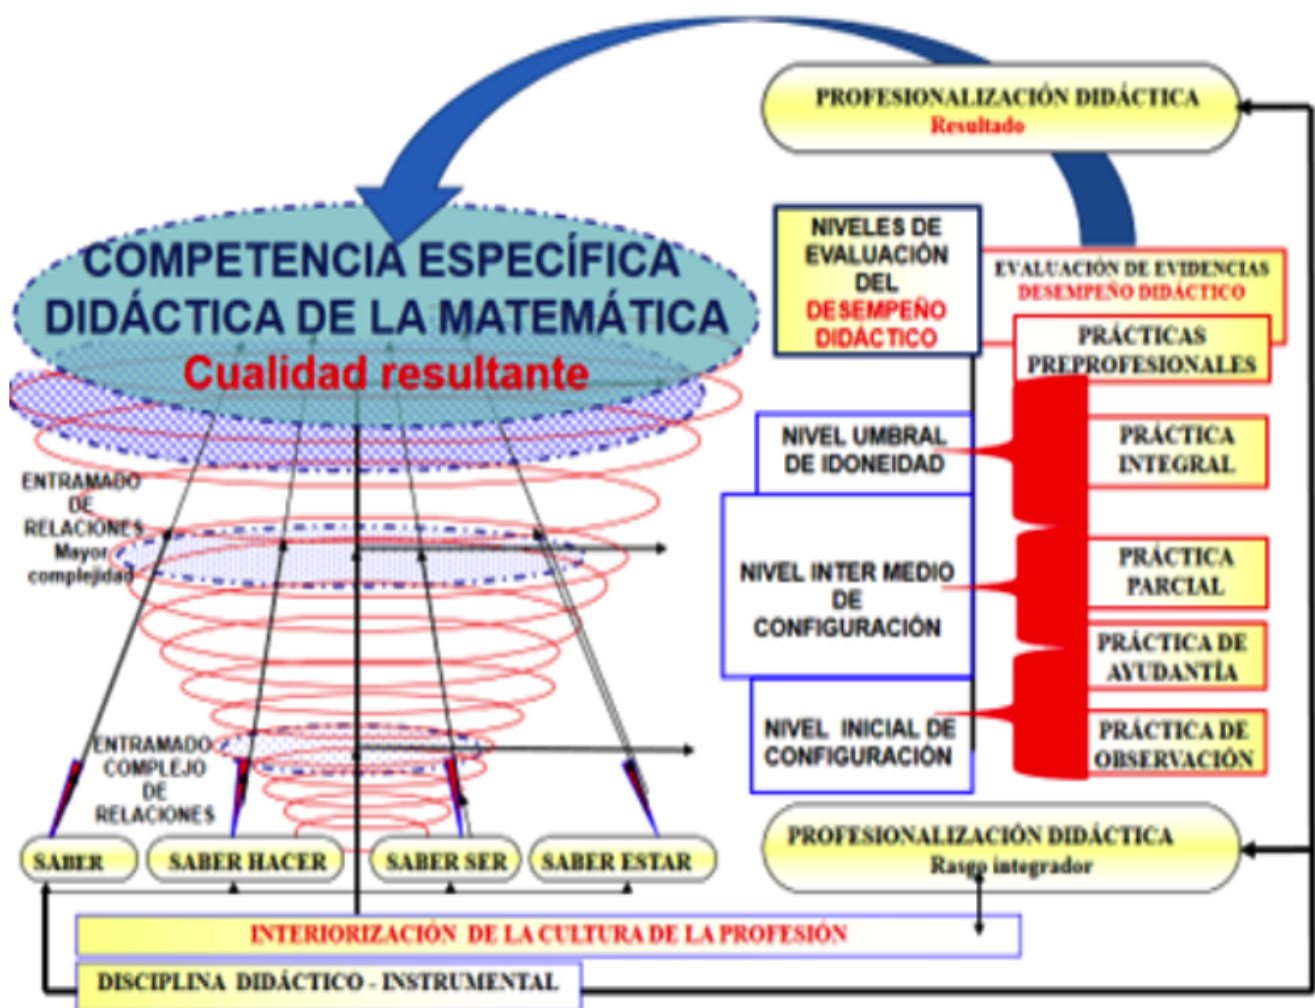 PROFESIONALIZACIÓN DIDÁCTICA
Resultado
COMPETENCIA ESPECÍFICA
DIDÁCTICA DE LA MATEMÁTICA
Cualidad resultante
NIVELES DE
EVALUACIÓN
DEL
DESEMPEÑO
DIDÁCTICO
EVALUACIÓN DE EVIDENCIAS
DESEMPEÑO DIDÁCTICO
PRÁCTICAS
PREPROFESIONALES
NIVEL UMBRAL
DE IDONEIDAD
PRÁCTICA
INTEGRAL
ENTRAMADO
DE
RELACIONES
Mayor
complejidad
NIVEL INTER MEDIO
DE
CONFIGURACIÓN
PRÁCTICA
PARCIAL
PRÁCTICA DE
AYUDANTÍA
NIVEL INICIAL DE
CONFIGURACIÓN
PRÁCTICA DE
OBSERVACIÓN
ENTRAMADO
COMPLEJO
DE
RELACIONES
SABER
SABER HACER
SABER SER
SABER ESTAR
PROFESIONALIZACIÓN DIDÁCTICA
Rasgo integrador
INTERIORIZACIÓN DE LA CULTURA DE LA PROFESIÓN
DISCIPLINA DIDÁCTICO - INSTRUMENTAL